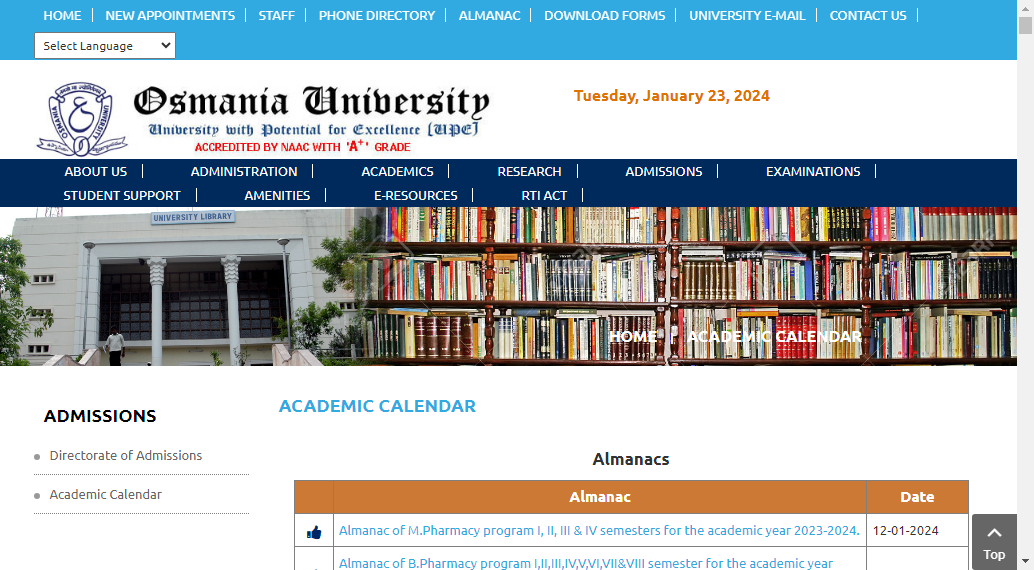 HOME NEW APPOINTMENTS STAFF PHONE DIRECTORY ALMANAC DOWNLOAD FORMS UNIVERSITY E-MAIL CONTACT US
Select Language
Osmania University
University with Potential for Excellence [UPE]
ACCREDITED BY NAAC WITH 'A+' GRADE
OSMANIA UNIVERSITY
Tuesday, January 23, 2024
ABOUT US ADMINISTRATION ACADEMICS RESEARCH ADMISSIONS EXAMINATIONS
STUDENT SUPPORT AMENITIES E-RESOURCES RTI ACT
UNIVERSITY LIBRARY
HOME / ACADEMIC CALENDAR
ADMISSIONS
Directorate of Admissions
Academic Calendar
ACADEMIC CALENDAR
Almanacs
Almanac Date
Almanac of M.Pharmacy program I, II, III & IV semesters for the academic year 2023-2024. 12-01-2024
Almanac of B.Pharmacy program I,II,III,IV,V,VI,VII&VIII semester for the academic year
Top